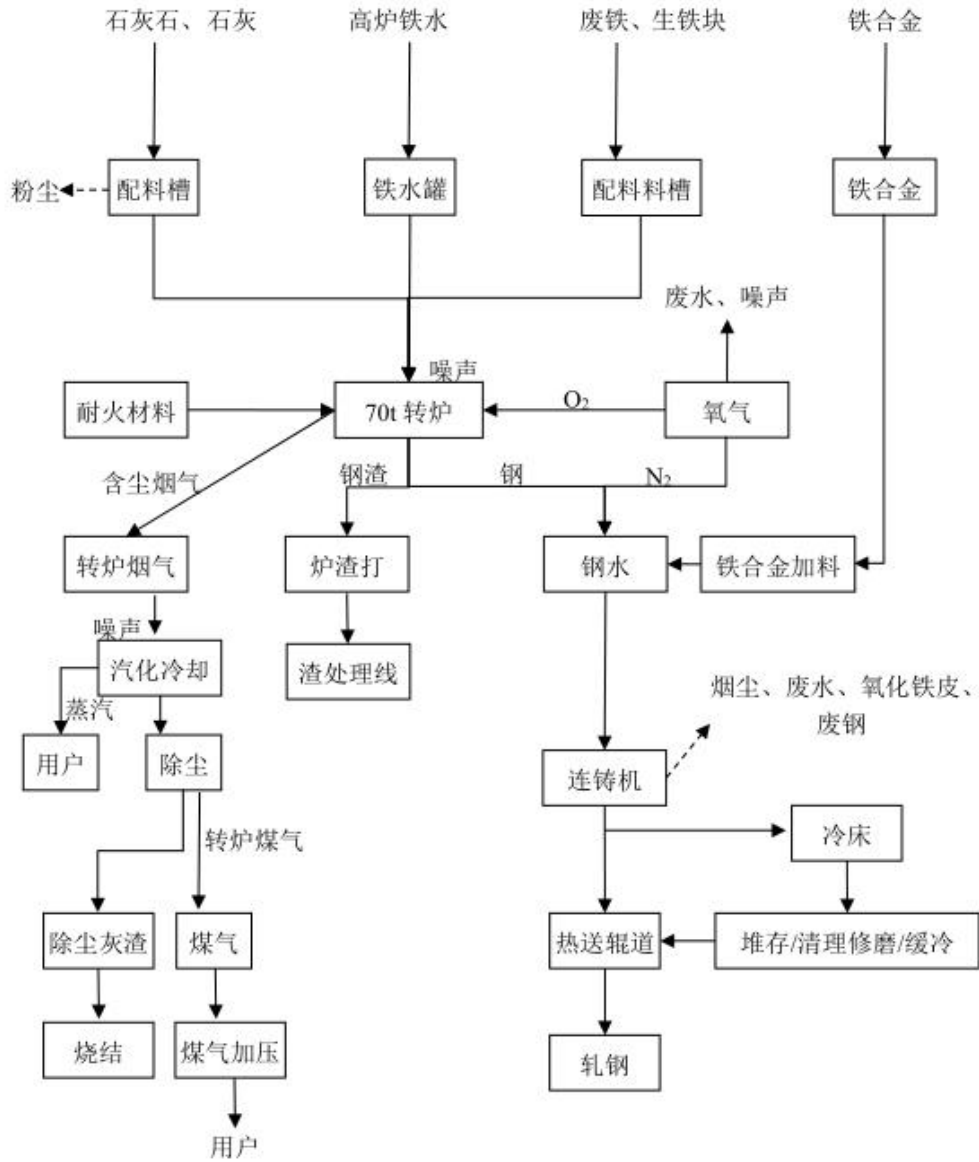 石灰石、石灰
高炉铁水
废铁、生铁块
铁合金
粉尘
配料槽
铁水罐
配料料槽
铁合金
废水、噪声
噪声
耐火材料
70t 转炉
O₂
氧气
含尘烟气
钢渣
钢
N₂
转炉烟气
炉渣打
钢水
铁合金加料
噪声
汽化冷却
渣处理线
蒸汽
烟尘、废水、氧化铁皮、
废钢
用户
除尘
连铸机
转炉煤气
冷床
除尘灰渣
煤气
热送辊道
堆存/清理修磨/缓冷
烧结
煤气加压
轧钢
用户